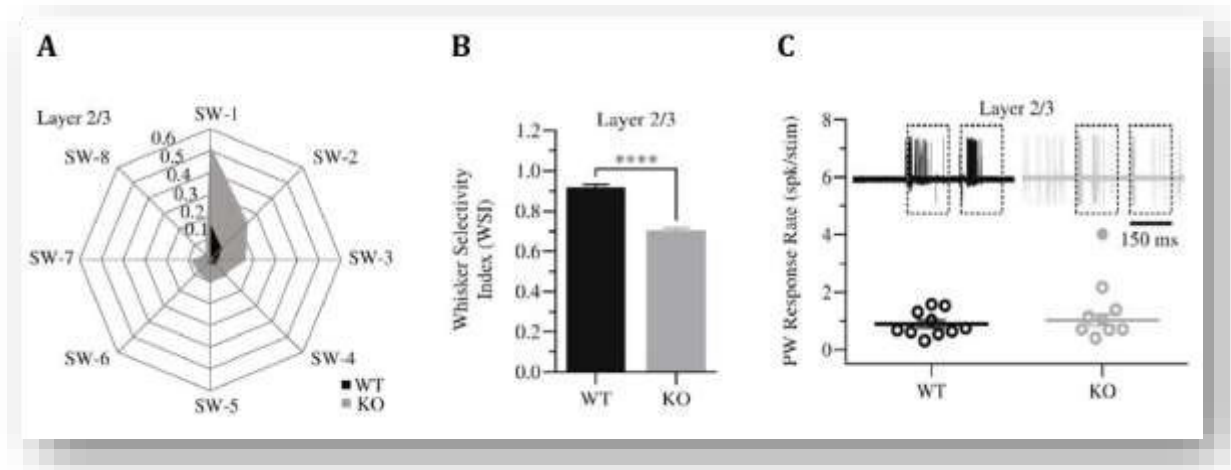 A
Layer 2/3
SW-1
SW-2
SW-3
SW-4
SW-5
SW-6
SW-7
SW-8
0.6
0.5
0.4
0.3
0.2
0.1
WT
KO
B
Layer 2/3
****
Whisker Selectivity
Index (WSI)
1.2
1.0
0.8
0.6
0.4
0.2
0.0
WT
KO
C
Layer 2/3
PW Response Rate (spk/stim)
8
6
4
2
0
150 ms
WT
KO